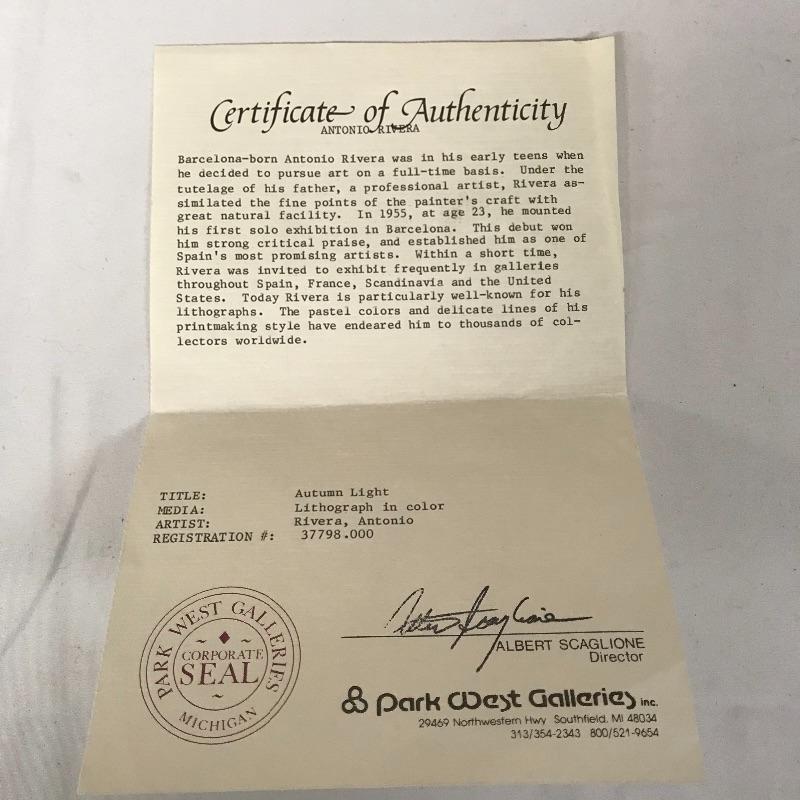 Certificate of Authenticity
ANTONIO RIVERA
Barcelona-born Antonio Rivera was in his early teens when
he decided to pursue art on a full-time basis. Under the
tutelage of his father, a professional artist, Rivera as-
similated the fine points of the painter's craft with
great natural facility. In 1955, at age 23, he mounted
his first solo exhibition in Barcelona. This debut won
him strong critical praise, and established him as one of
Spain's most promising artists. Within a short time,
Rivera was invited to exhibit frequently in galleries
throughout Spain, France, Scandinavia and the United
States. Today Rivera is particularly well-known for his
lithographs. The pastel colors and delicate lines of his
printmaking style have endeared him to thousands of col-
lectors worldwide.
TITLE: Autumn Light
MEDIA: Lithograph in color
ARTIST: Rivera, Antonio
REGISTRATION #: 37798.000
PARK WEST GALLERIES
CORPORATE
SEAL
MICHIGAN
ALBERT SCAGLIONE
Director
Park West Galleries inc.
29469 Northwestern Hwy Southfield, MI 48034
313/354-2343 800/521-9654